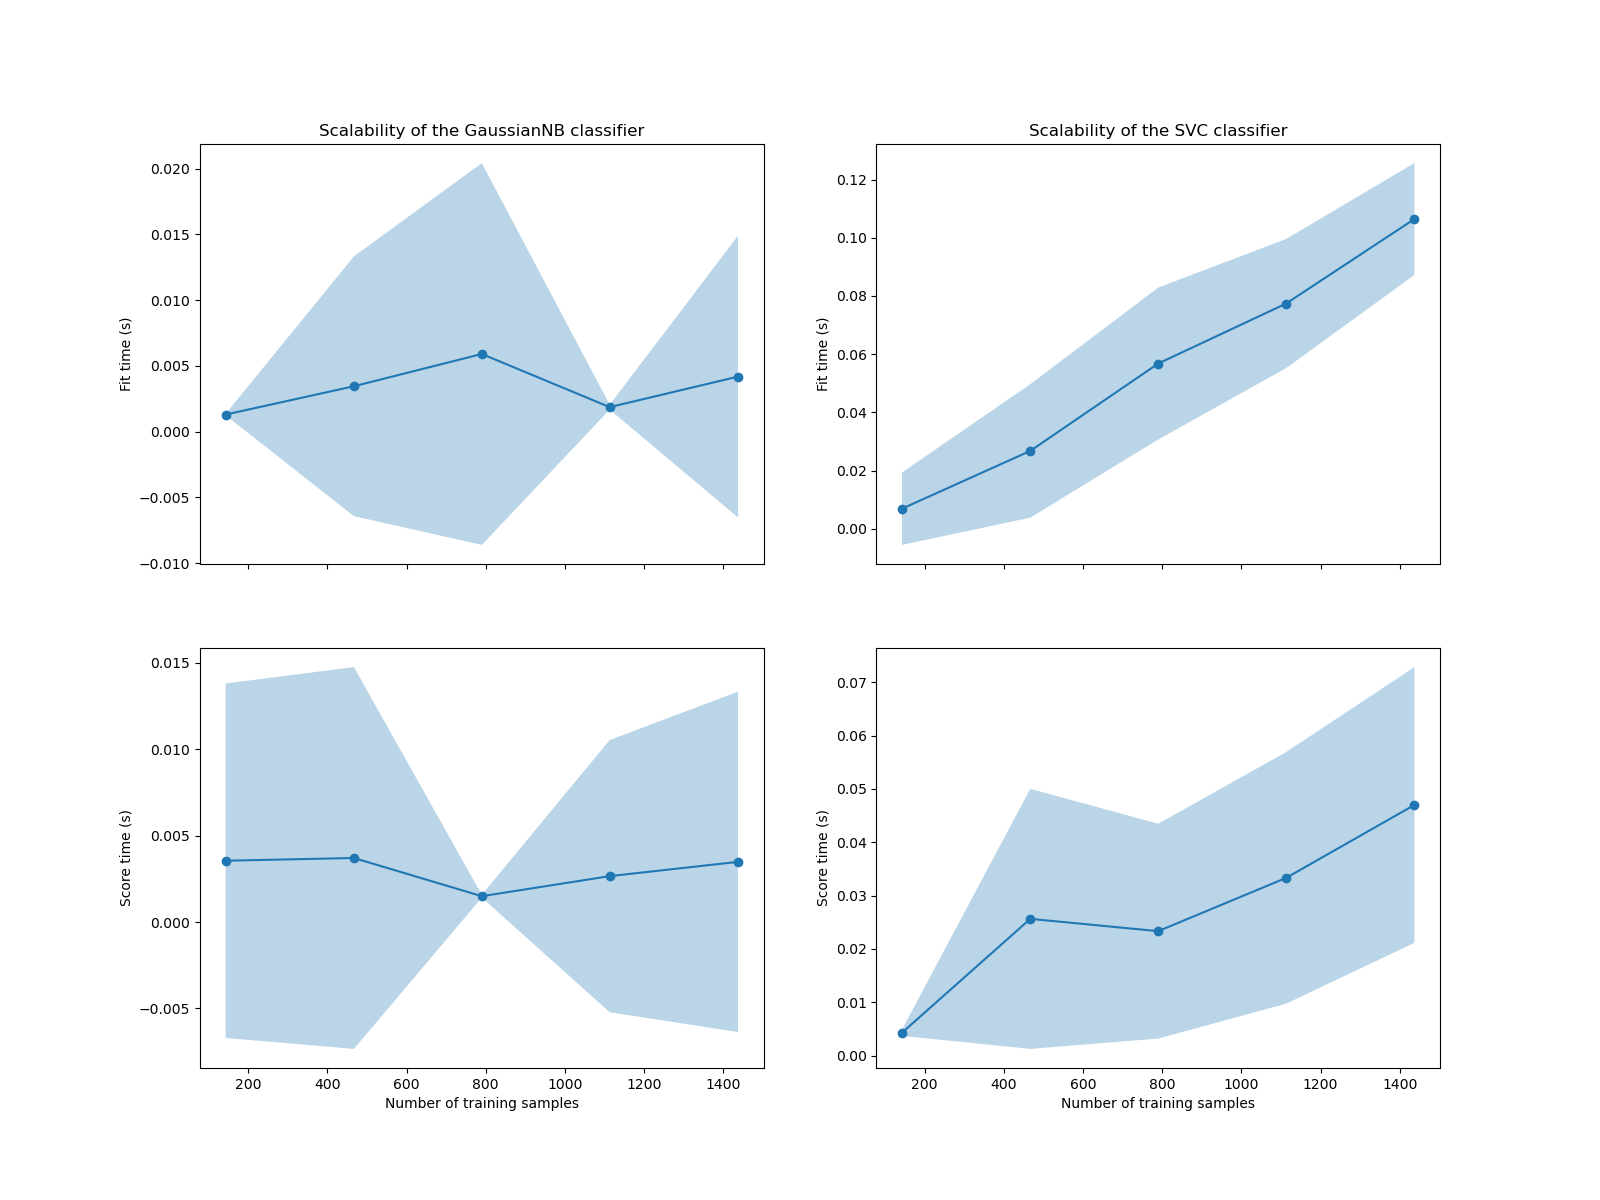 Scalability of the GaussianNB classifier
Scalability of the SVC classifier
0.020
0.015
0.010
0.005
0.000
−0.005
−0.010
Fit time (s)
0.12
0.10
0.08
0.06
0.04
0.02
0.00
Fit time (s)
0.015
0.010
0.005
0.000
−0.005
Score time (s)
200 400 600 800 1000 1200 1400
Number of training samples
0.07
0.06
0.05
0.04
0.03
0.02
0.01
0.00
Score time (s)
200 400 600 800 1000 1200 1400
Number of training samples